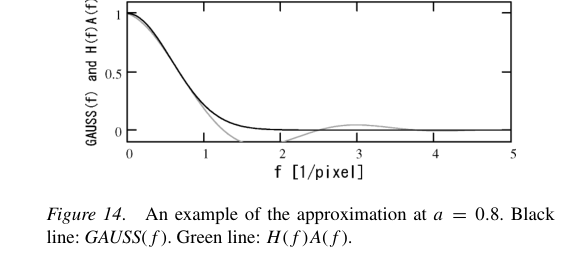 GAUSS(f) and H(f)A(f)
1
0.5
0
0 1 2 3 4 5
f [1/pixel]
Figure 14. An example of the approximation at a = 0.8. Black
line: GAUSS(f). Green line: H(f)A(f).